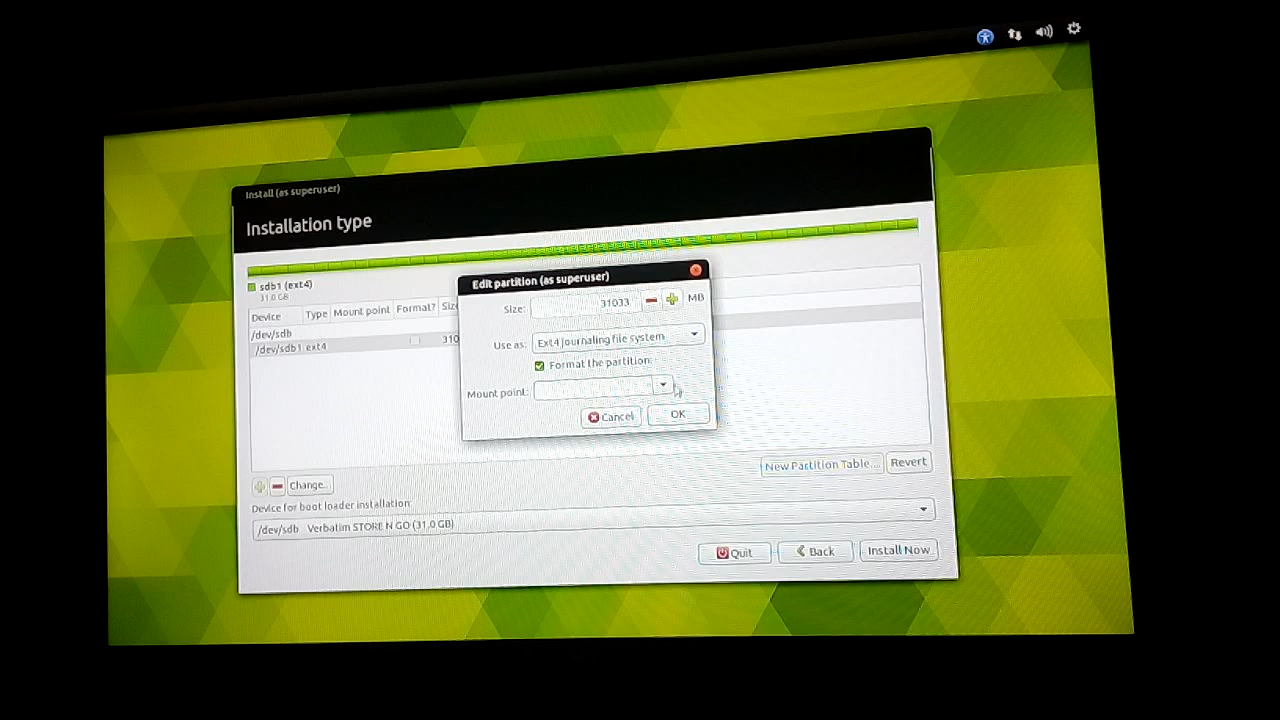 Install (as superuser)
Installation type
sdb1 (ext4)
31.0 GB
Device Type Mount point Format? Size
/dev/sdb
/dev/sdb1 ext4 310
Edit partition (as superuser)
Size: 31033 MB
Use as: Ext4 journaling file system
Format the partition:
Mount point:
Cancel OK
New Partition Table... Revert
Change...
Device for boot loader installation:
/dev/sdb Verbatim STORE N GO (31.0 GB)
Quit Back Install Now